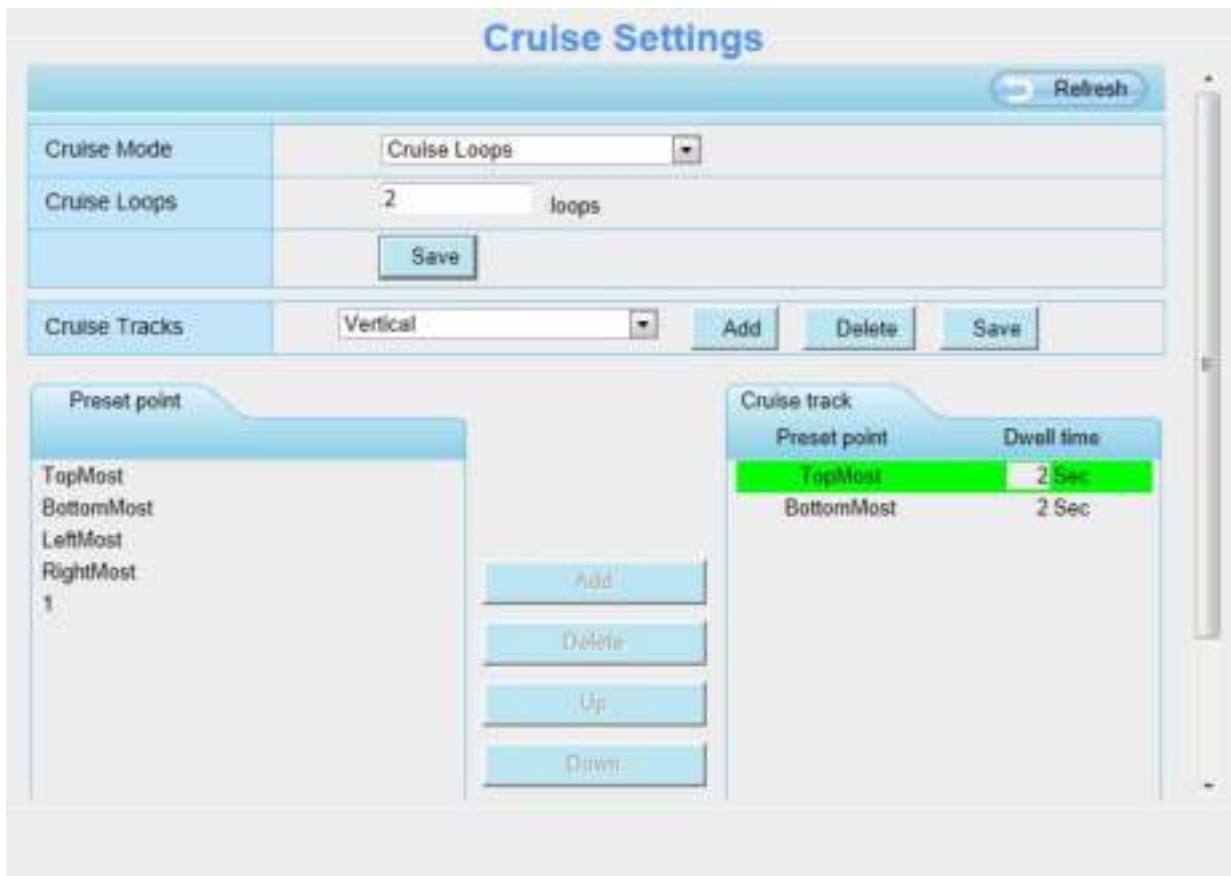 Cruise Settings
Refresh
Cruise Mode Cruise Loops
Cruise Loops 2 loops
Save
Cruise Tracks Vertical Add Delete Save
Preset point
TopMost
BottomMost
LeftMost
RightMost
1
Add
Delete
Up
Down
Cruise track
Preset point Dwell time
TopMost 2 Sec
BottomMost 2 Sec